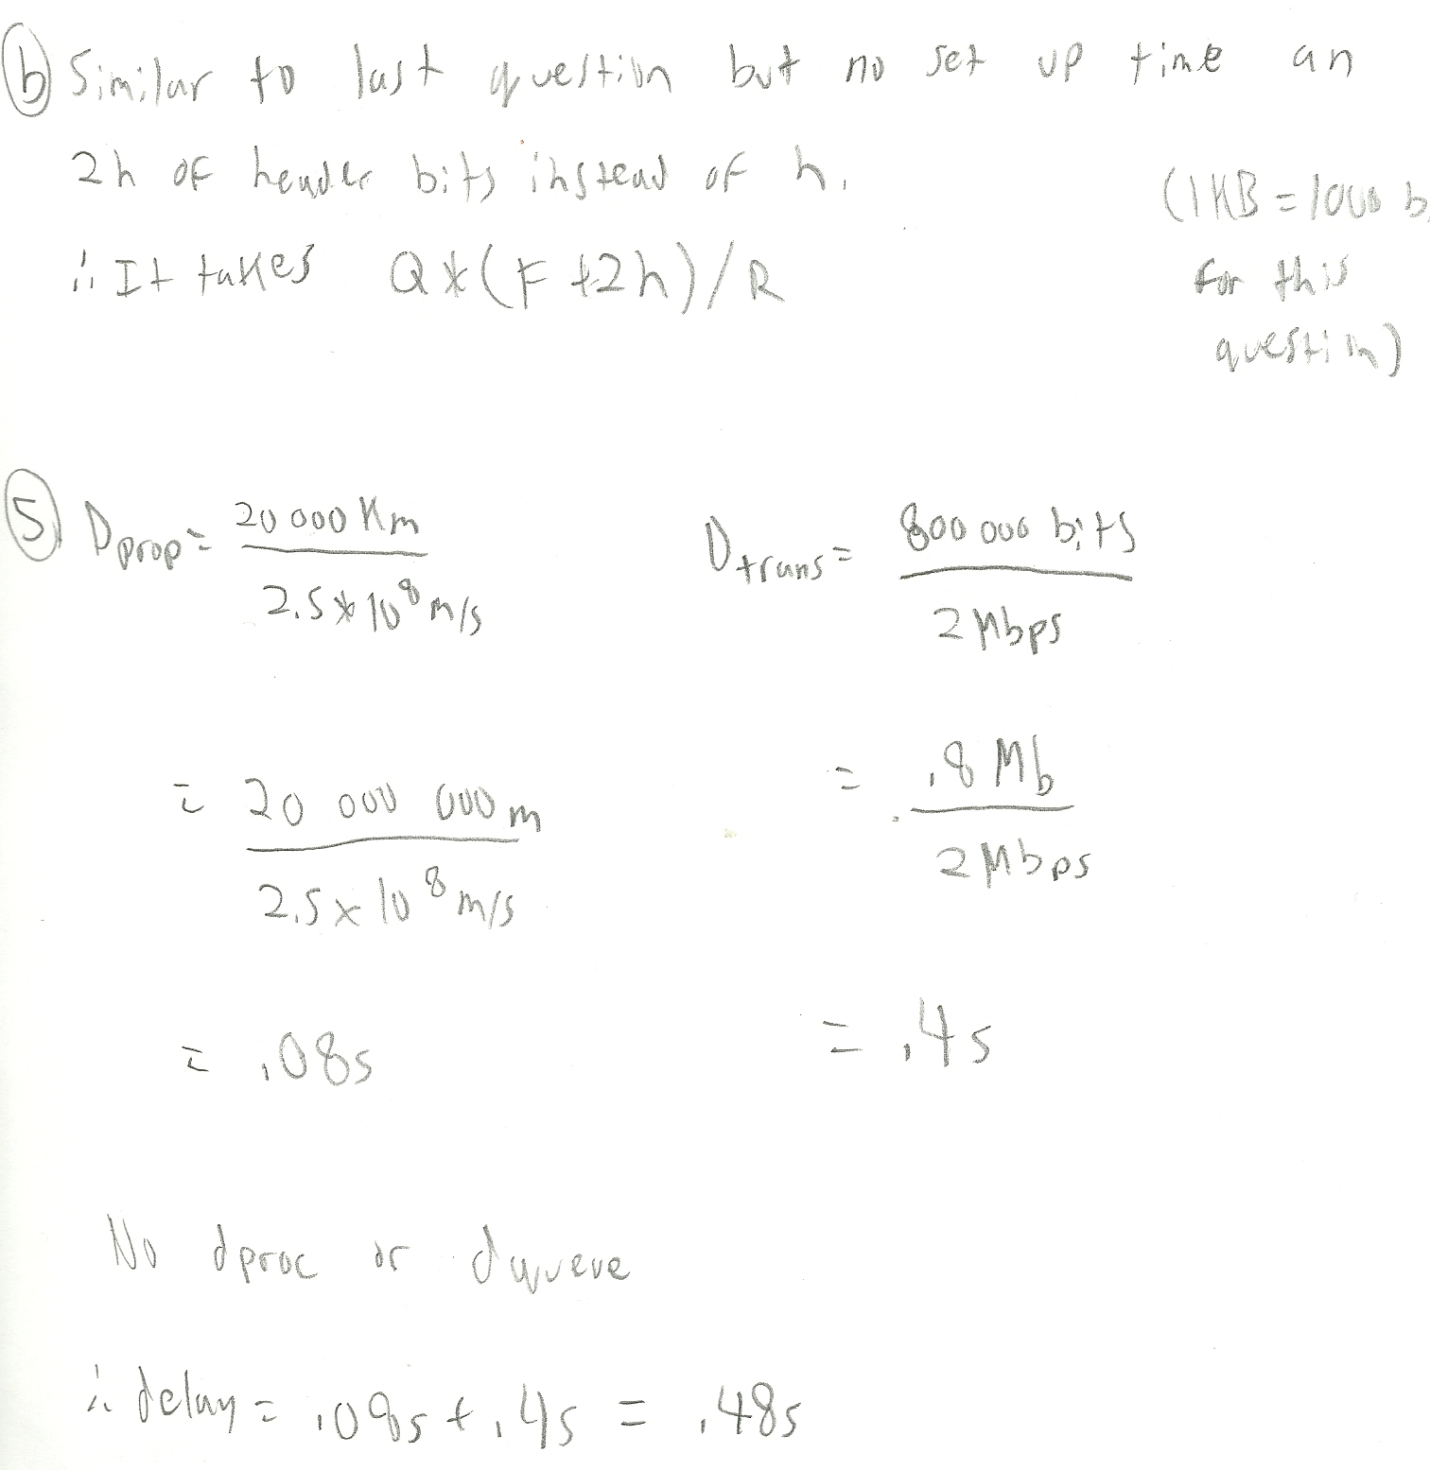 (b) Similar to last question but no set up time an
2h of header bits instead of h.
∴ It takes Q*(F+2h)/R
(1KB = 1000 b
for this
question)
(5) Dprop = 20 000 Km
2.5*10^8 m/s
= 20 000 000 m
2.5x10^8 m/s
= .08s
Dtrans = 800 000 bits
2 Mbps
= .8 Mb
2 Mbps
= .4s
No dproc or dqueue
∴ delay = .08s + .4s = .48s